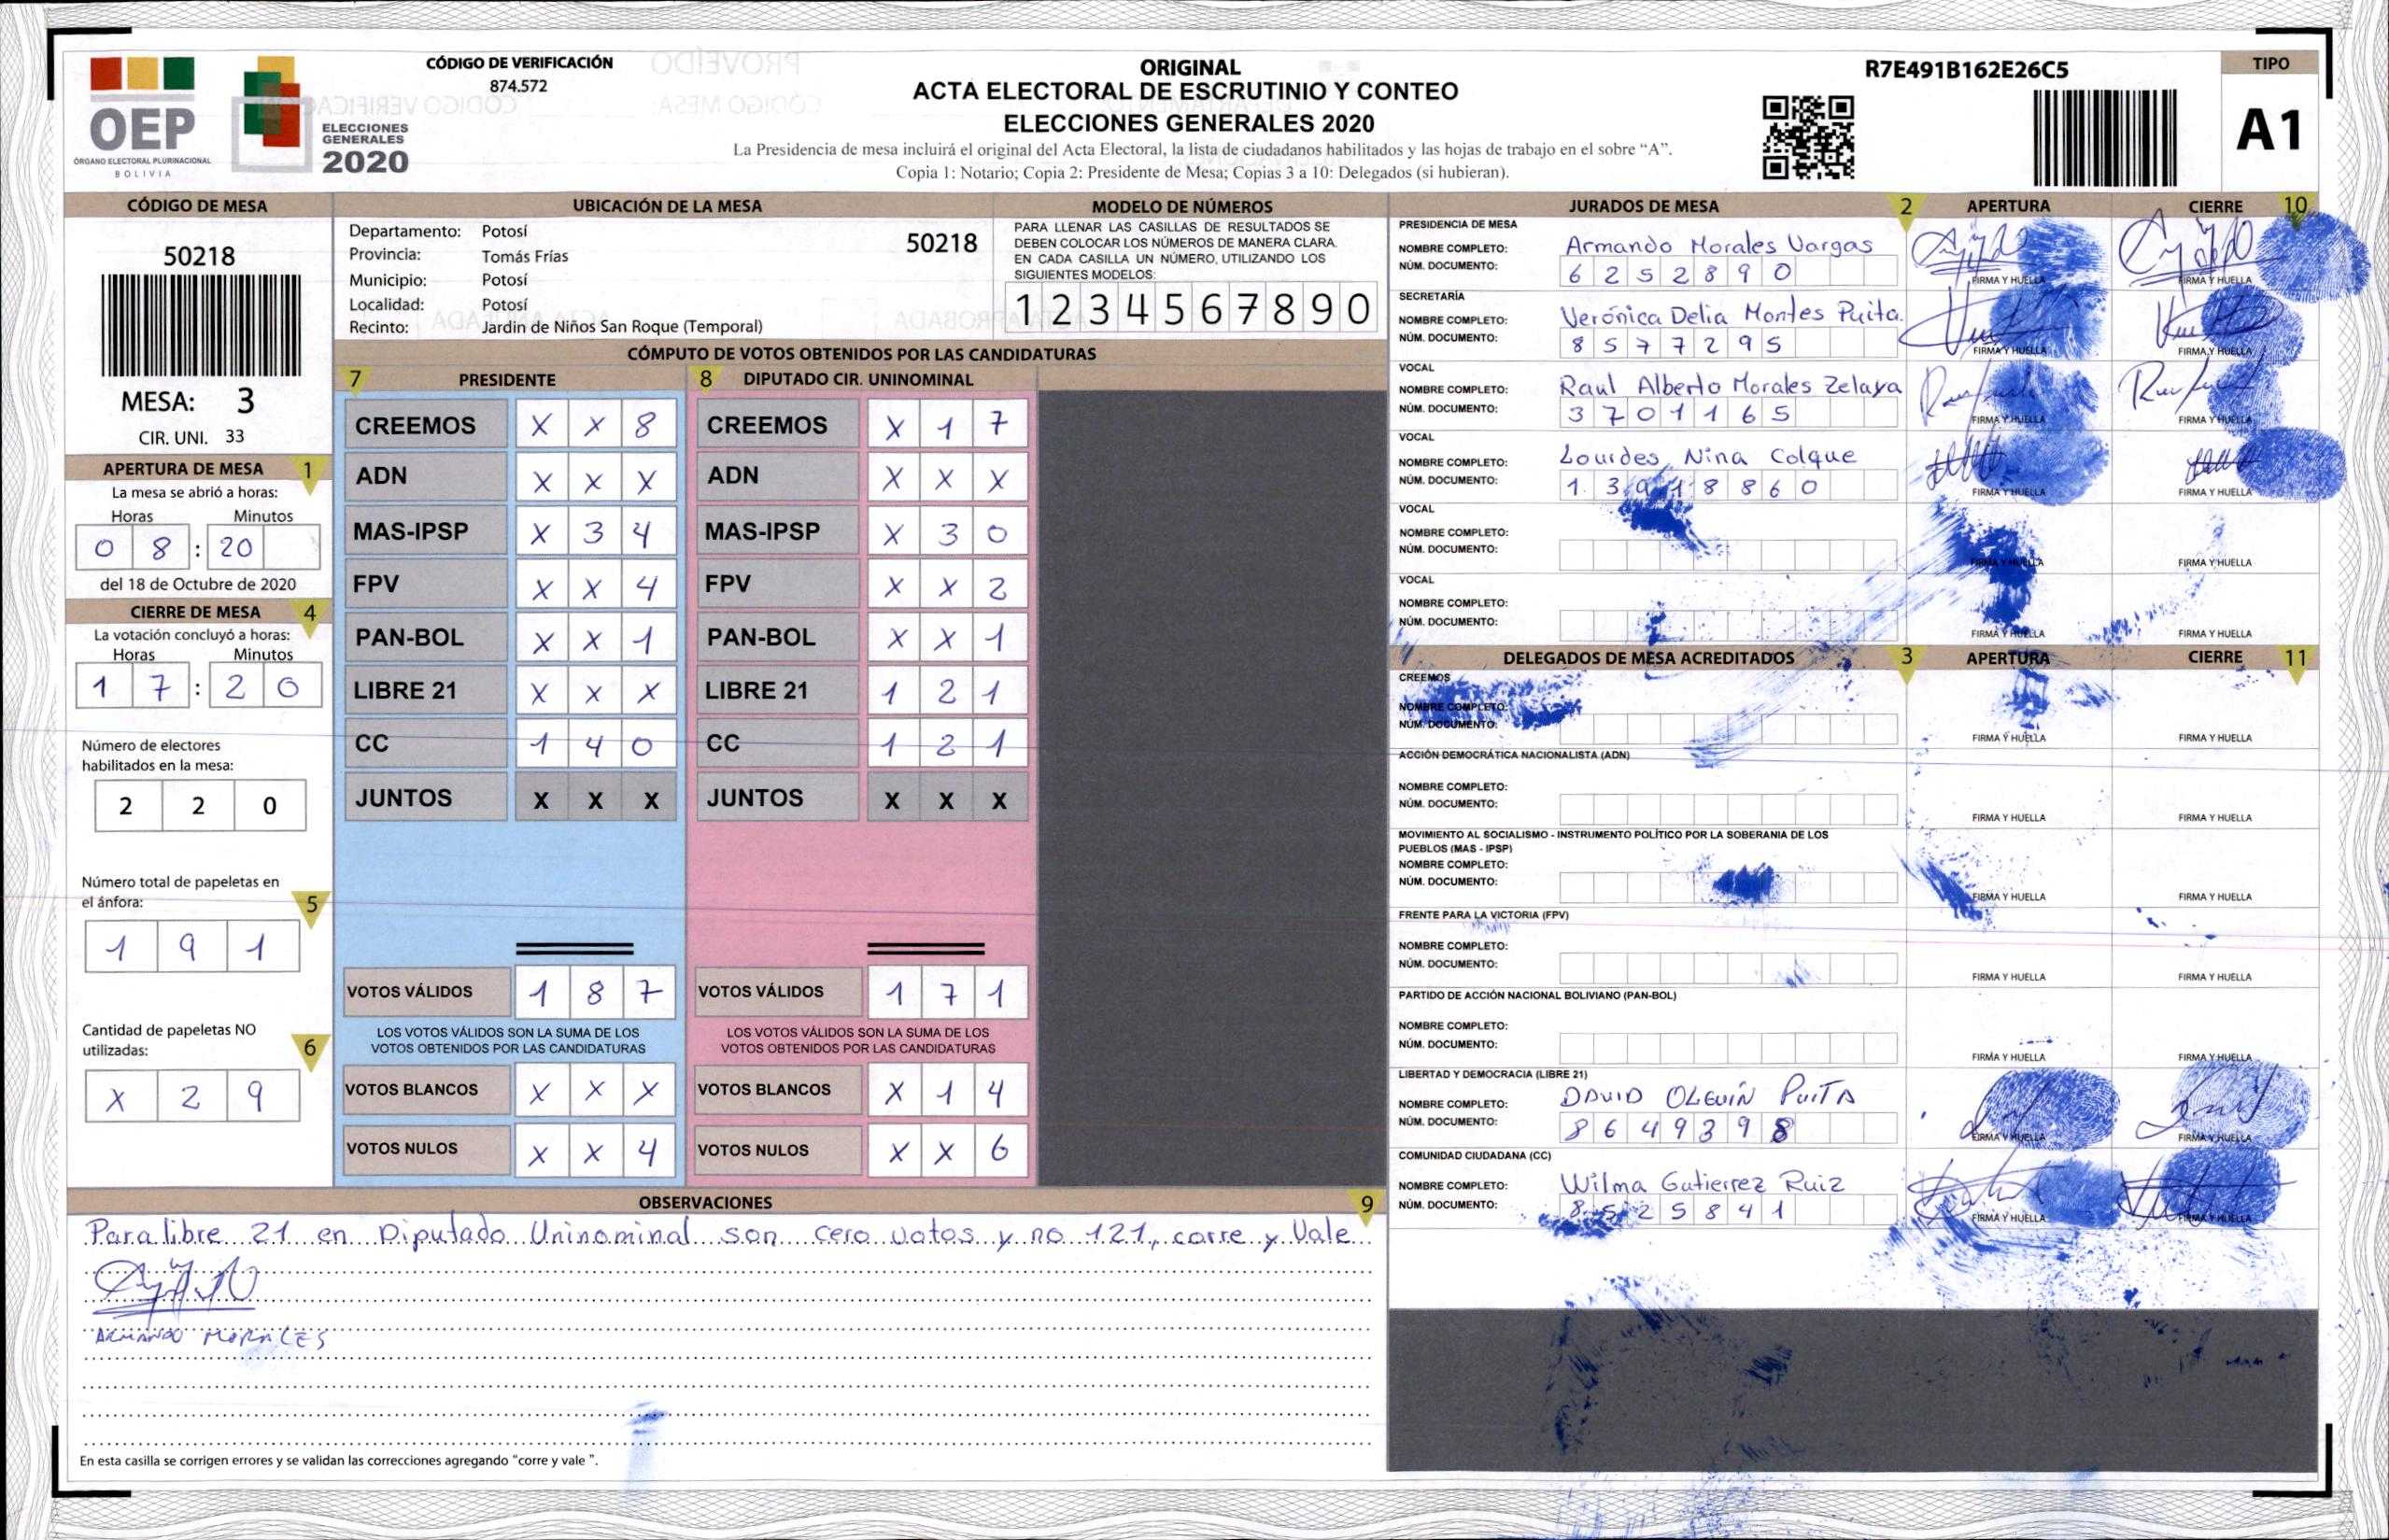 OEP
ÓRGANO ELECTORAL PLURINACIONAL
BOLIVIA
ELECCIONES
GENERALES
2020
CÓDIGO DE VERIFICACIÓN
874.572
ORIGINAL
ACTA ELECTORAL DE ESCRUTINIO Y CONTEO
ELECCIONES GENERALES 2020
La Presidencia de mesa incluirá el original del Acta Electoral, la lista de ciudadanos habilitados y las hojas de trabajo en el sobre “A”.
Copia 1: Notario; Copia 2: Presidente de Mesa; Copias 3 a 10: Delegados (si hubieran).
R7E491B162E26C5
TIPO
A1
CÓDIGO DE MESA
50218
MESA: 3
CIR. UNI. 33
APERTURA DE MESA 1
La mesa se abrió a horas:
Horas Minutos
0 8 : 20
del 18 de Octubre de 2020
CIERRE DE MESA 4
La votación concluyó a horas:
Horas Minutos
1 7 : 2 0
Número de electores
habilitados en la mesa:
2 2 0
Número total de papeletas en
el ánfora: 5
1 9 1
Cantidad de papeletas NO
utilizadas: 6
X 2 9
UBICACIÓN DE LA MESA
Departamento: Potosí
50218
Provincia: Tomás Frías
Municipio: Potosí
Localidad: Potosí
Recinto: Jardin de Niños San Roque (Temporal)
MODELO DE NÚMEROS
PARA LLENAR LAS CASILLAS DE RESULTADOS SE
DEBEN COLOCAR LOS NÚMEROS DE MANERA CLARA.
EN CADA CASILLA UN NÚMERO, UTILIZANDO LOS
SIGUIENTES MODELOS:
1 2 3 4 5 6 7 8 9 0
CÓMPUTO DE VOTOS OBTENIDOS POR LAS CANDIDATURAS
7 PRESIDENTE
CREEMOS X X 8
ADN X X X
MAS-IPSP X 3 4
FPV X X 4
PAN-BOL X X 1
LIBRE 21 X X X
CC 1 4 0
JUNTOS X X X
VOTOS VÁLIDOS 1 8 7
LOS VOTOS VÁLIDOS SON LA SUMA DE LOS
VOTOS OBTENIDOS POR LAS CANDIDATURAS
VOTOS BLANCOS X X X
VOTOS NULOS X X 4
8 DIPUTADO CIR. UNINOMINAL
CREEMOS X 1 7
ADN X X X
MAS-IPSP X 3 0
FPV X X 2
PAN-BOL X X 1
LIBRE 21 1 2 1
CC 1 2 1
JUNTOS X X X
VOTOS VÁLIDOS 1 7 1
LOS VOTOS VÁLIDOS SON LA SUMA DE LOS
VOTOS OBTENIDOS POR LAS CANDIDATURAS
VOTOS BLANCOS X 1 4
VOTOS NULOS X X 6
OBSERVACIONES 9
Para libre 21 en Diputado Uninominal son cero votos y no 121, corre y Vale
ARMANDO MORALES
En esta casilla se corrigen errores y se validan las correcciones agregando "corre y vale ".
JURADOS DE MESA 2 APERTURA CIERRE 10
PRESIDENCIA DE MESA
NOMBRE COMPLETO: Armando Morales Vargas
NÚM. DOCUMENTO: 6 2 5 2 8 9 0
FIRMA Y HUELLA FIRMA Y HUELLA
SECRETARÍA
NOMBRE COMPLETO: Verónica Delia Montes Puita.
NÚM. DOCUMENTO: 8 5 7 7 2 9 5
FIRMA Y HUELLA FIRMA Y HUELLA
VOCAL
NOMBRE COMPLETO: Raul Alberto Morales Zelaya
NÚM. DOCUMENTO: 3 7 0 1 1 6 5
FIRMA Y HUELLA FIRMA Y HUELLA
VOCAL
NOMBRE COMPLETO: Lourdes Nina Colque
NÚM. DOCUMENTO:
FIRMA Y HUELLA FIRMA Y HUELLA
VOCAL
NOMBRE COMPLETO:
NÚM. DOCUMENTO:
FIRMA Y HUELLA FIRMA Y HUELLA
VOCAL
NOMBRE COMPLETO:
NÚM. DOCUMENTO:
FIRMA Y HUELLA FIRMA Y HUELLA
DELEGADOS DE MESA ACREDITADOS 3 APERTURA CIERRE 11
CREEMOS
NOMBRE COMPLETO:
NÚM. DOCUMENTO:
FIRMA Y HUELLA FIRMA Y HUELLA
ACCIÓN DEMOCRÁTICA NACIONALISTA (ADN)
NOMBRE COMPLETO:
NÚM. DOCUMENTO:
FIRMA Y HUELLA FIRMA Y HUELLA
MOVIMIENTO AL SOCIALISMO - INSTRUMENTO POLÍTICO POR LA SOBERANIA DE LOS
PUEBLOS (MAS - IPSP)
NOMBRE COMPLETO:
NÚM. DOCUMENTO:
FIRMA Y HUELLA FIRMA Y HUELLA
FRENTE PARA LA VICTORIA (FPV)
NOMBRE COMPLETO:
NÚM. DOCUMENTO:
FIRMA Y HUELLA FIRMA Y HUELLA
PARTIDO DE ACCIÓN NACIONAL BOLIVIANO (PAN-BOL)
NOMBRE COMPLETO:
NÚM. DOCUMENTO:
FIRMA Y HUELLA FIRMA Y HUELLA
LIBERTAD Y DEMOCRACIA (LIBRE 21)
NOMBRE COMPLETO: DAVID OLGUÍN PUITA
NÚM. DOCUMENTO: 8 6 4 9 3 9 8
FIRMA Y HUELLA FIRMA Y HUELLA
COMUNIDAD CIUDADANA (CC)
NOMBRE COMPLETO: Wilma Gutierrez Ruiz
NÚM. DOCUMENTO: 8 5 2 5 8 4 1
FIRMA Y HUELLA FIRMA Y HUELLA